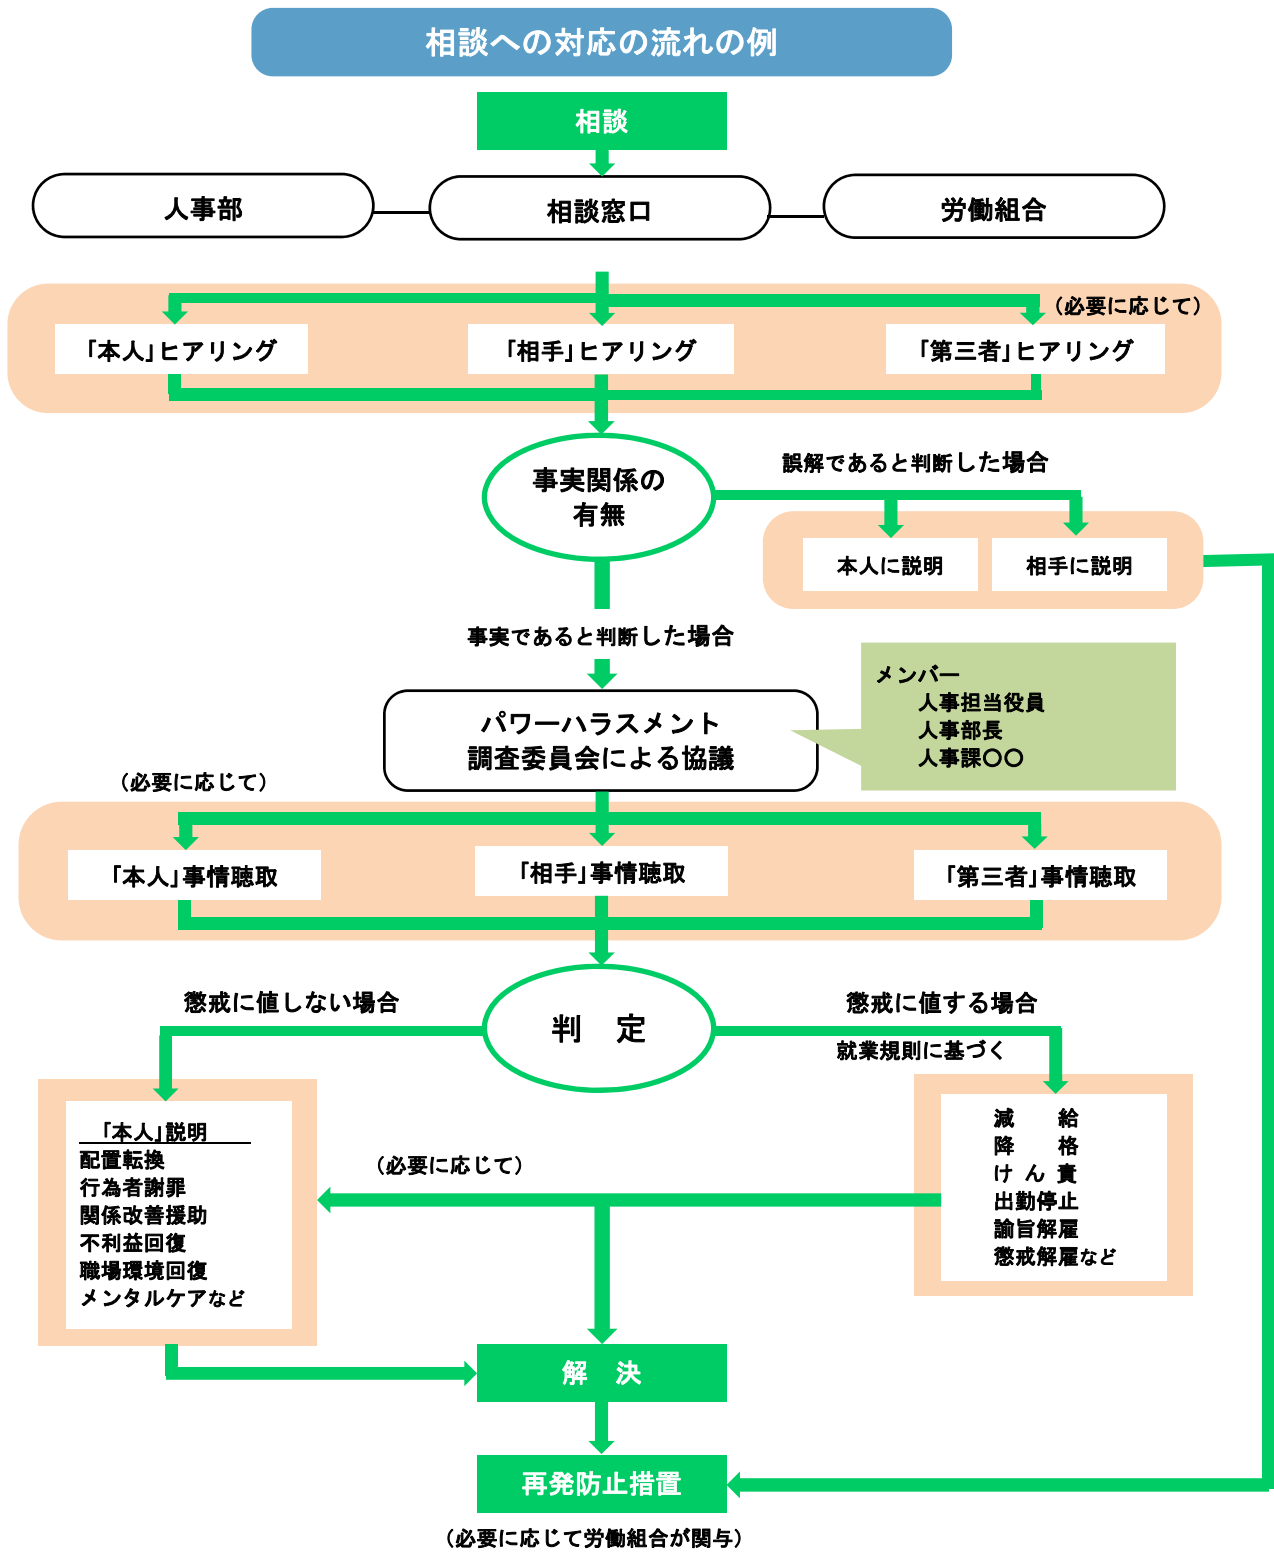 相談への対応の流れの例
相談
人事部
相談窓口
労働組合
（必要に応じて）
「本人」ヒアリング
「相手」ヒアリング
「第三者」ヒアリング
事実関係の
有無
誤解であると判断した場合
本人に説明
相手に説明
事実であると判断した場合
メンバー
人事担当役員
人事部長
人事課〇〇
パワーハラスメント
調査委員会による協議
（必要に応じて）
「本人」事情聴取
「相手」事情聴取
「第三者」事情聴取
懲戒に値しない場合
判　定
懲戒に値する場合
就業規則に基づく
「本人」説明
配置転換
行為者謝罪
関係改善援助
不利益回復
職場環境回復
メンタルケアなど
（必要に応じて）
減　　給
降　　格
け ん 責
出勤停止
諭旨解雇
懲戒解雇など
解　決
再発防止措置
（必要に応じて労働組合が関与）